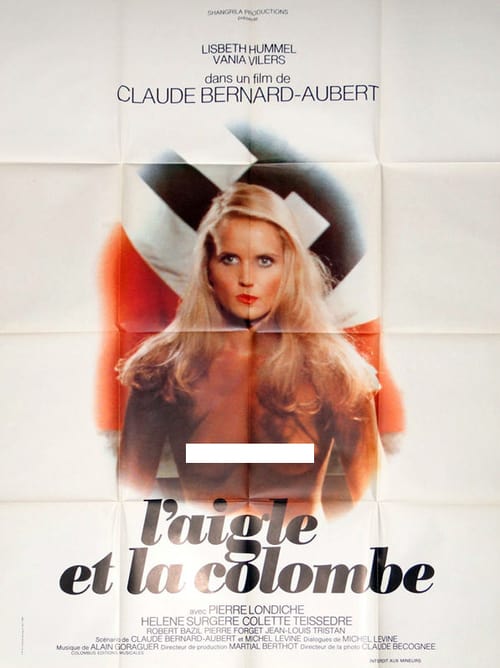 SHANGRILA PRODUCTIONS
présente
LISBETH HUMMEL
VANIA VILERS
dans un film de
CLAUDE BERNARD-AUBERT
l'aigle
et la colombe
avec PIERRE LONDICHE
HELENE SURGERE COLETTE TEISSEDRE
ROBERT BAZIL PIERRE FORGET JEAN-LOUIS TRISTAN
Scénario de CLAUDE BERNARD-AUBERT et MICHEL LEVINE Dialogues de MICHEL LEVINE
Musique de ALAIN GORAGUER Directeur de production MARTIAL BERTHOT Directeur de la photo CLAUDE BECOGNEE
COLOMBUS EDITIONS MUSICALES
INTERDIT AUX MINEURS